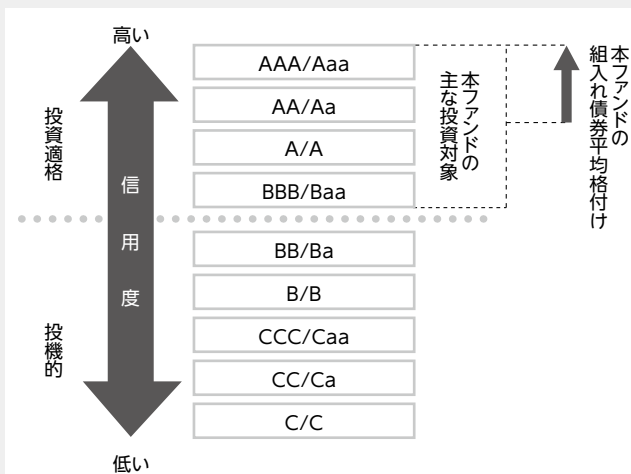 高い
投資適格
信用度
投機的
低い
AAA/Aaa
AA/Aa
A/A
BBB/Baa
BB/Ba
B/B
CCC/Caa
CC/Ca
C/C
本ファンドの
主な投資対象
本ファンドの
組入れ債券平均格付け